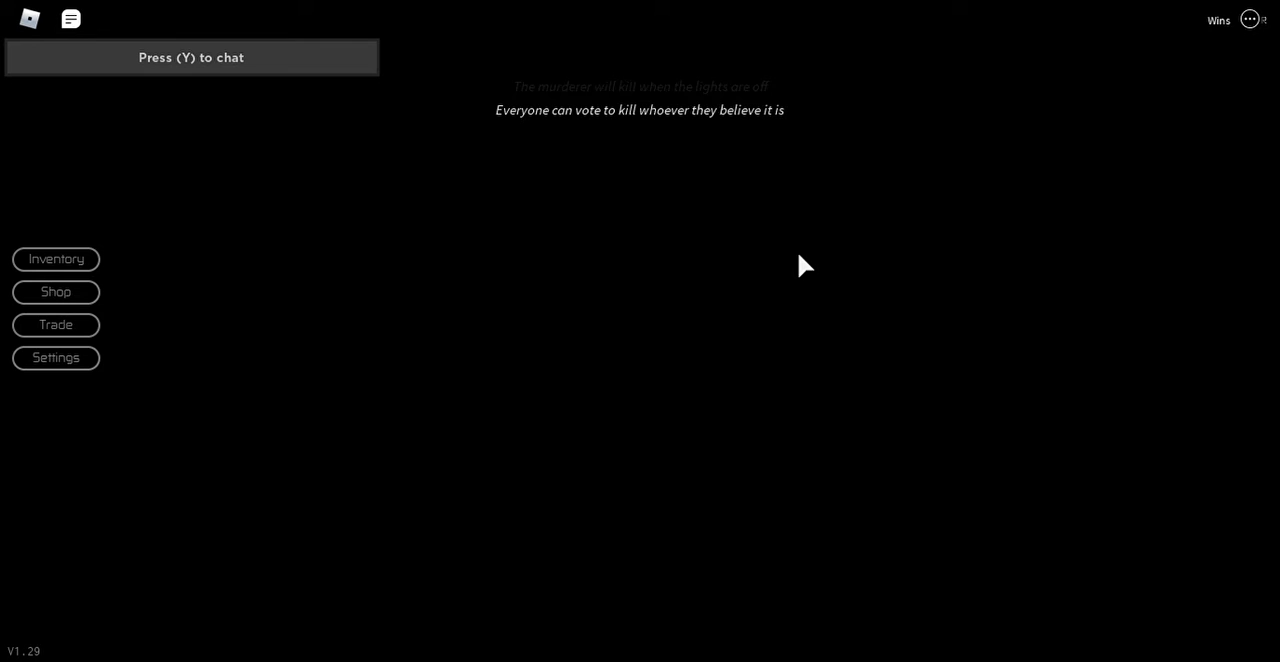 Wins
R
Press (Y) to chat
The murderer will kill when the lights are off
Everyone can vote to kill whoever they believe it is
Inventory
Shop
Trade
Settings
V1.29